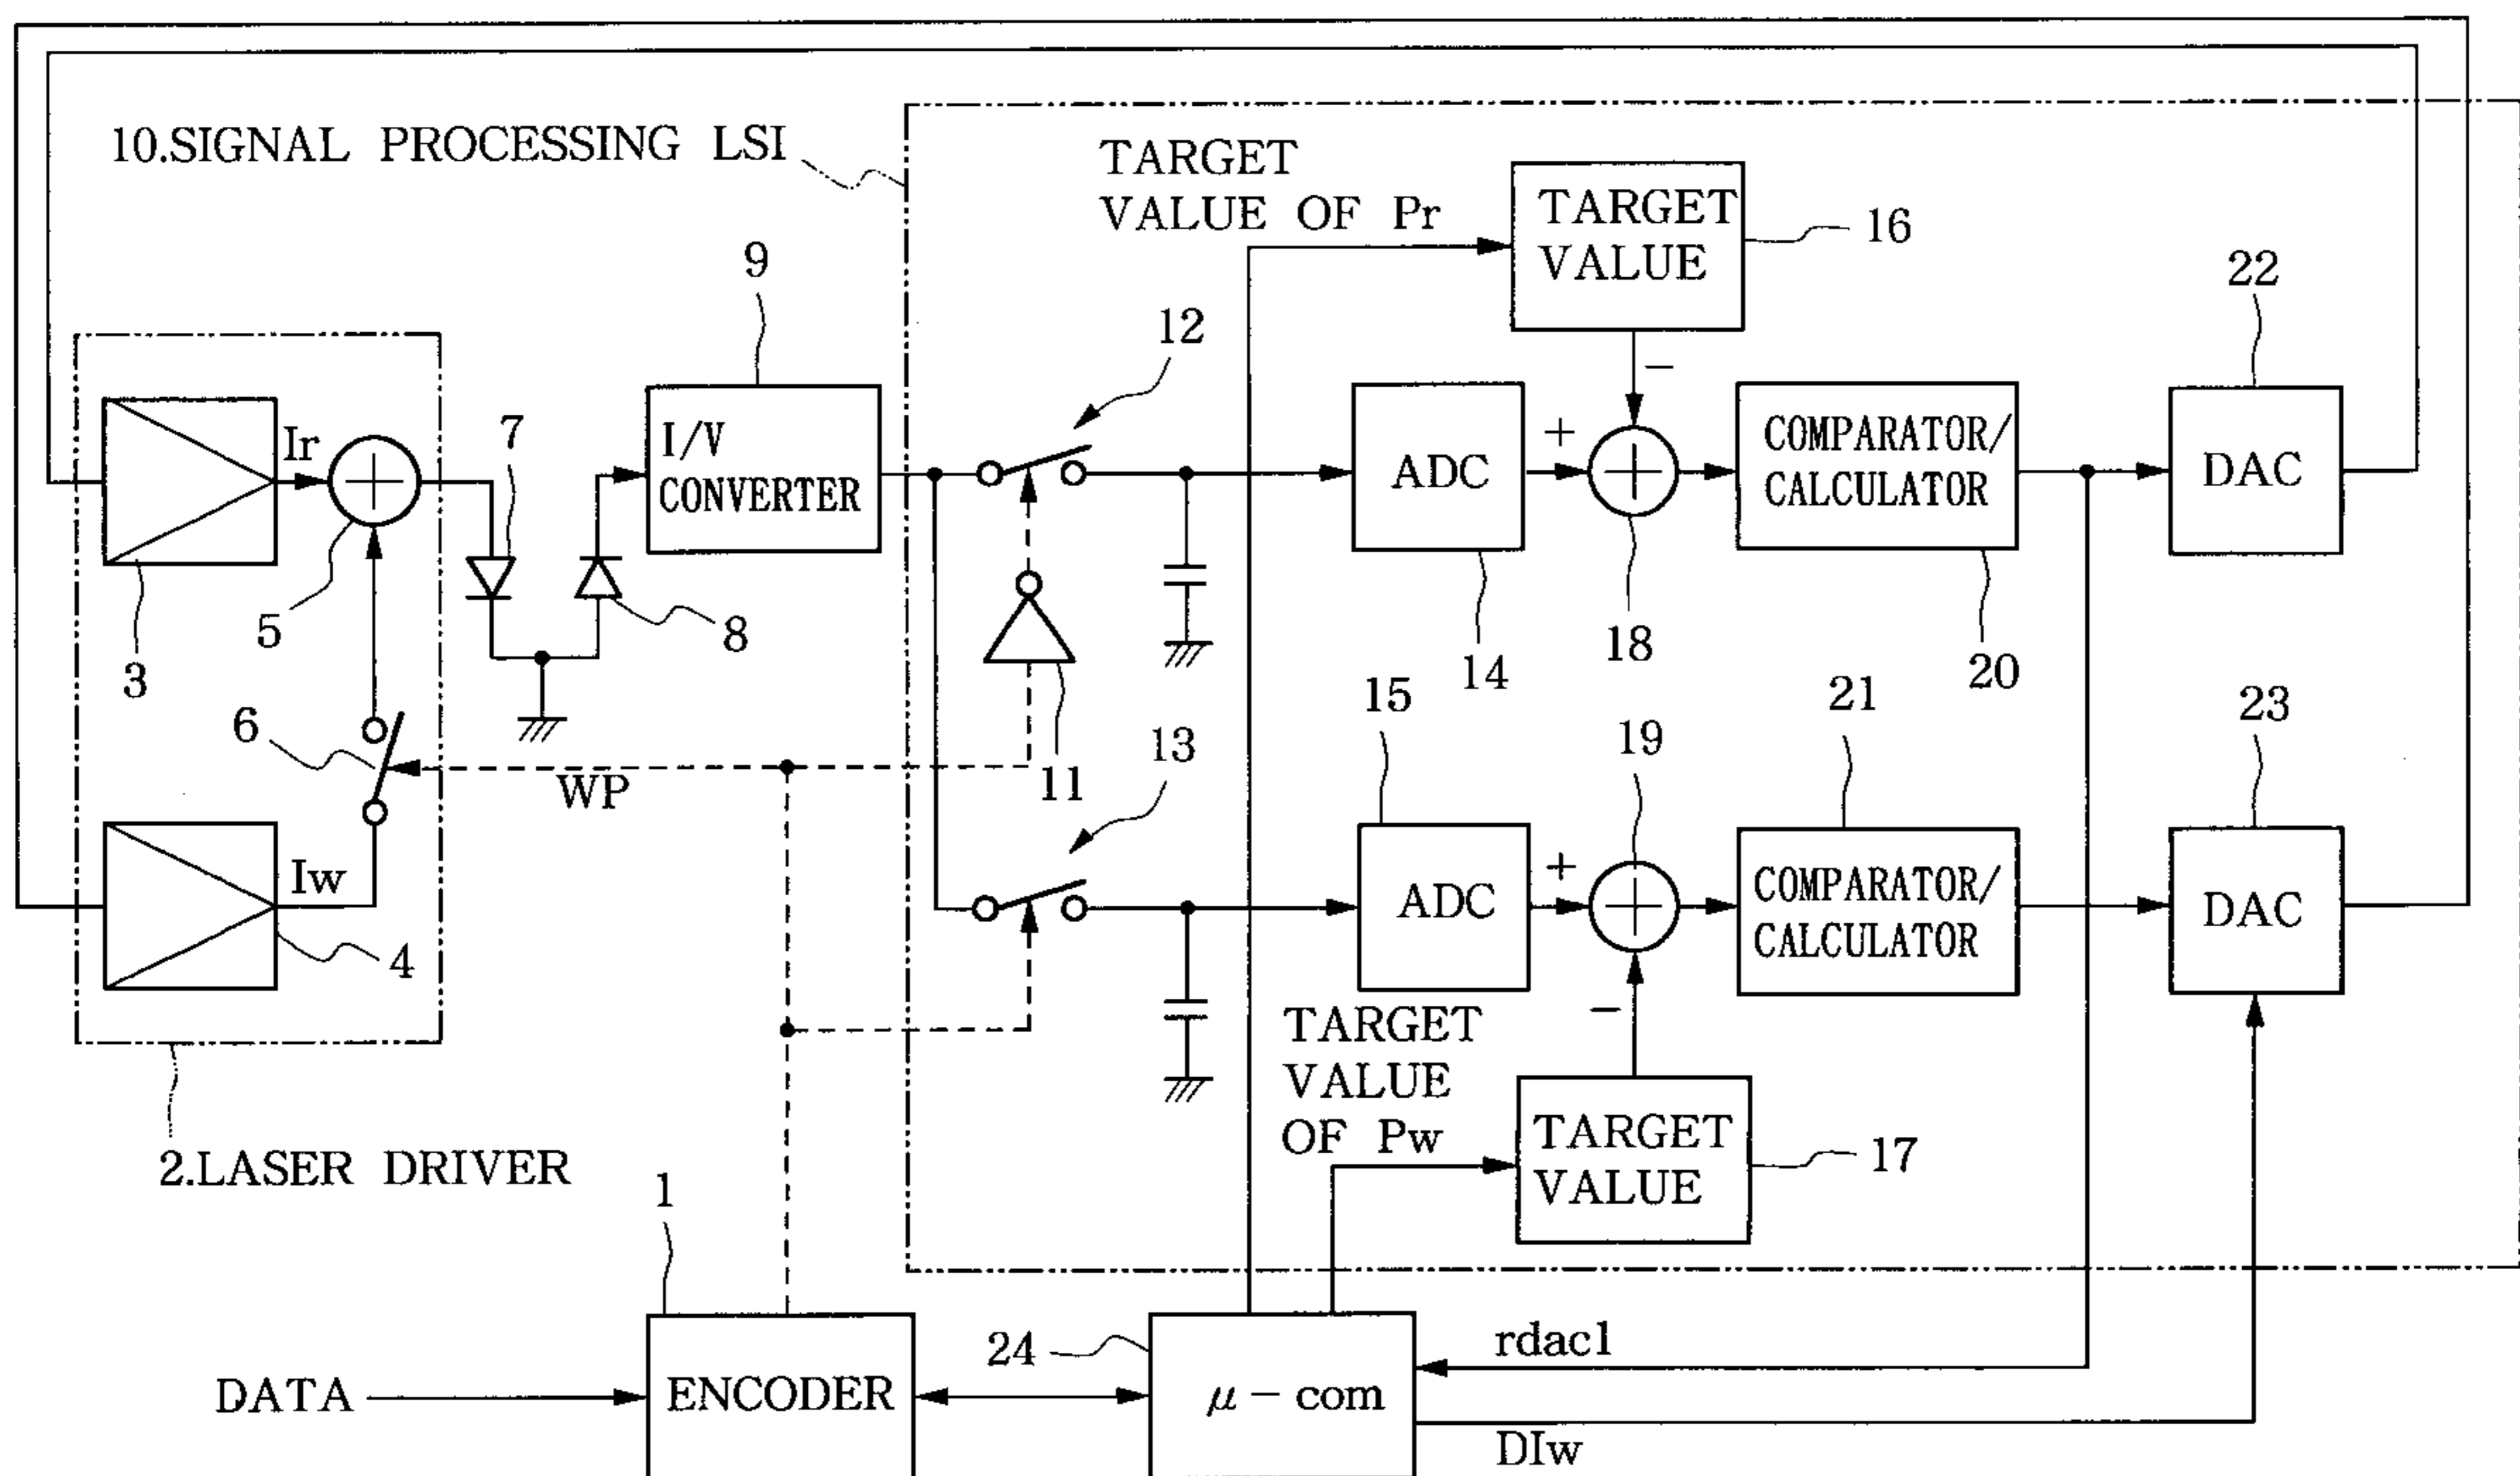 10.SIGNAL PROCESSING LSI
TARGET
VALUE OF Pr
TARGET
VALUE
16
22
9
12
7
Ir
I/V
CONVERTER
ADC
+
−
COMPARATOR/
CALCULATOR
DAC
3
5
8
11
14
18
20
6
WP
13
15
19
21
23
Iw
4
ADC
+
−
COMPARATOR/
CALCULATOR
DAC
TARGET
VALUE
OF Pw
TARGET
VALUE
17
2.LASER DRIVER
1
24
DATA
ENCODER
μ-com
rdac1
DIw